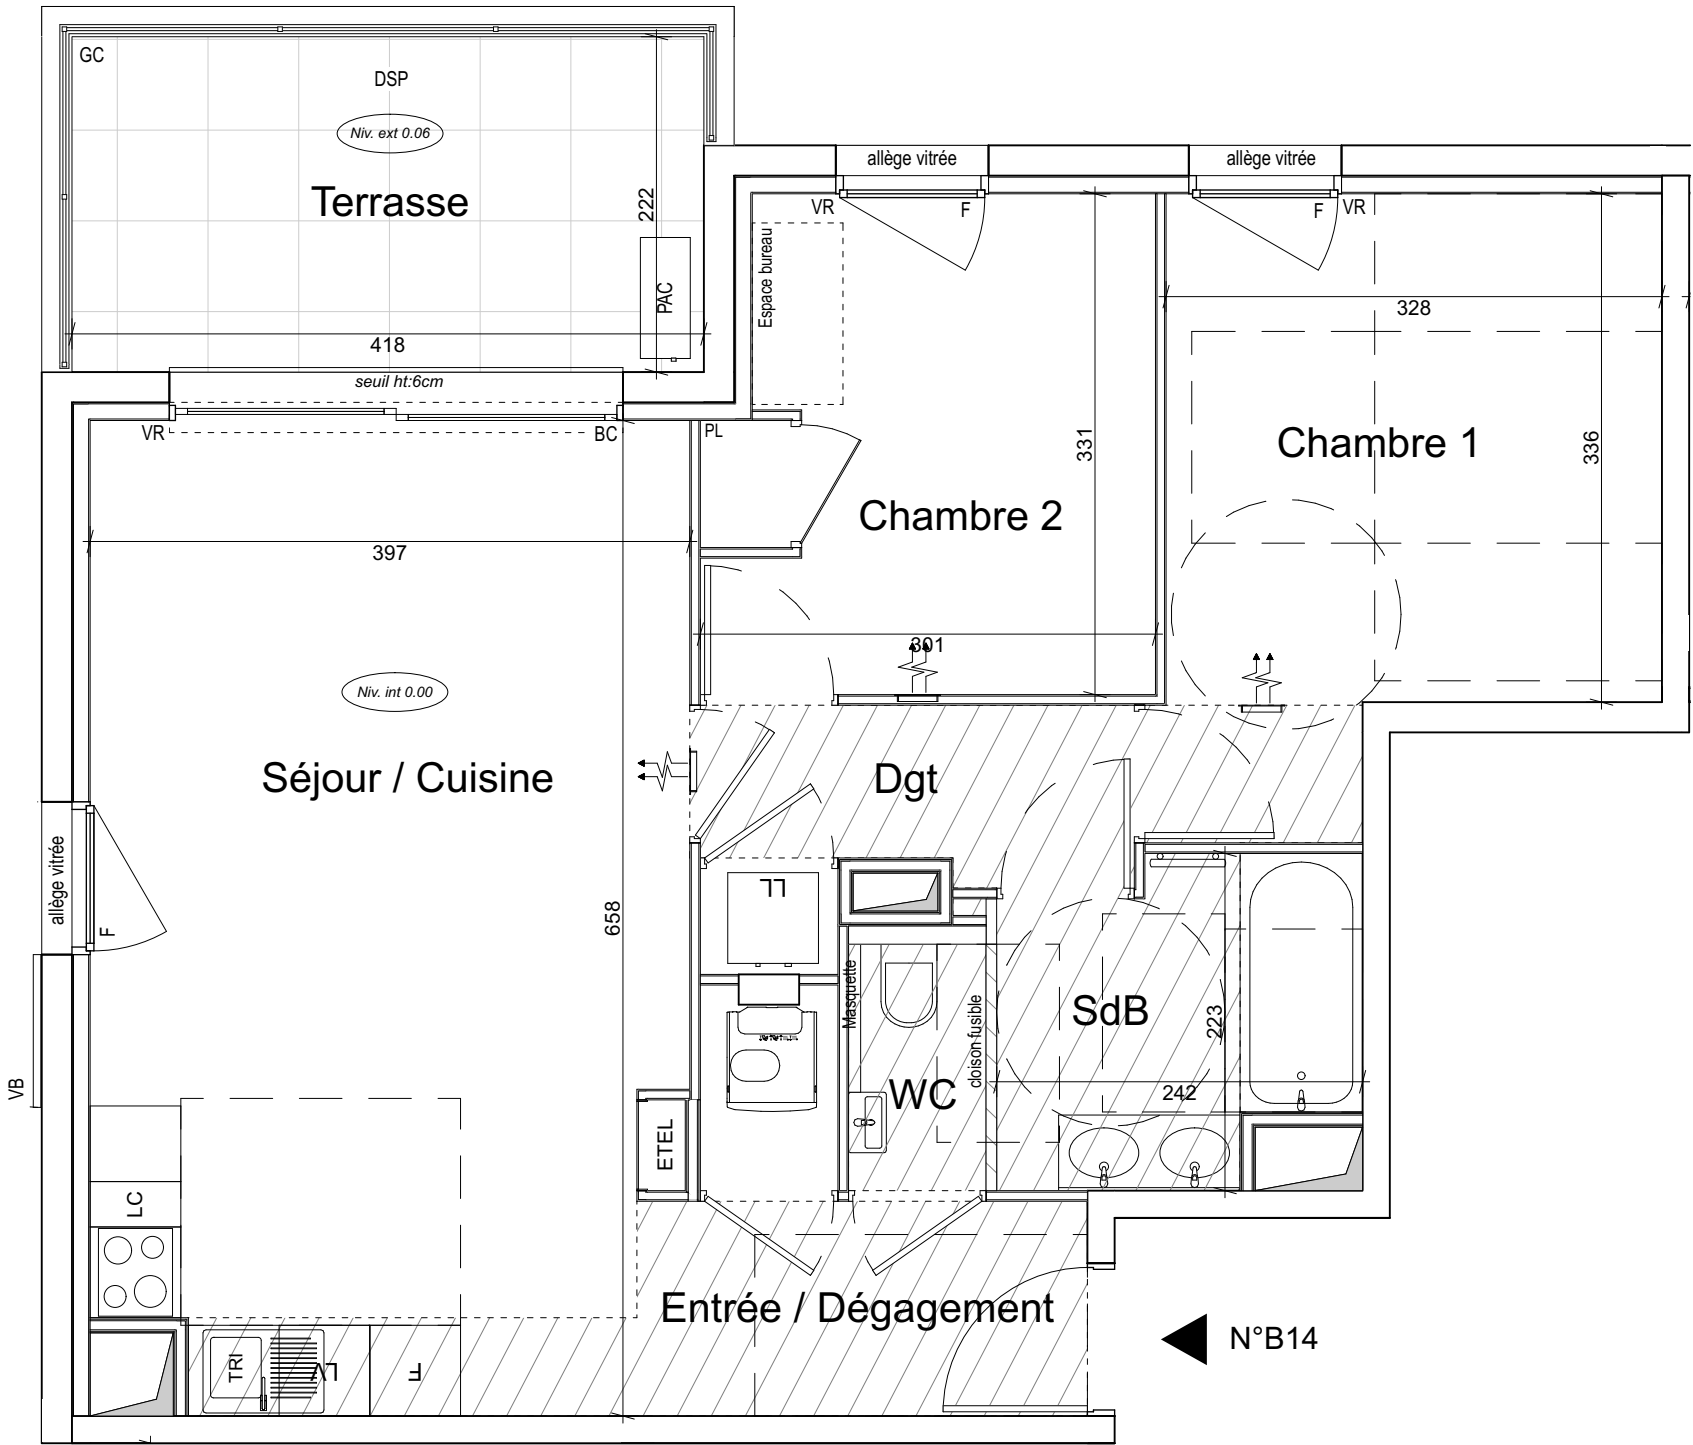 GC
DSP
Niv. ext 0.06
Terrasse
222
PAC
418
seuil ht:6cm
VR
BC
allège vitrée
VR
F
Espace bureau
allège vitrée
F
VR
328
PL
331
336
Chambre 1
Chambre 2
397
301
Niv. int 0.00
Séjour / Cuisine
Dgt
allège vitrée
F
658
LL
Masquette
cloison fusible
SdB
223
242
WC
VB
ETEL
LC
Entrée / Dégagement
N°B14
TRI
LV
F